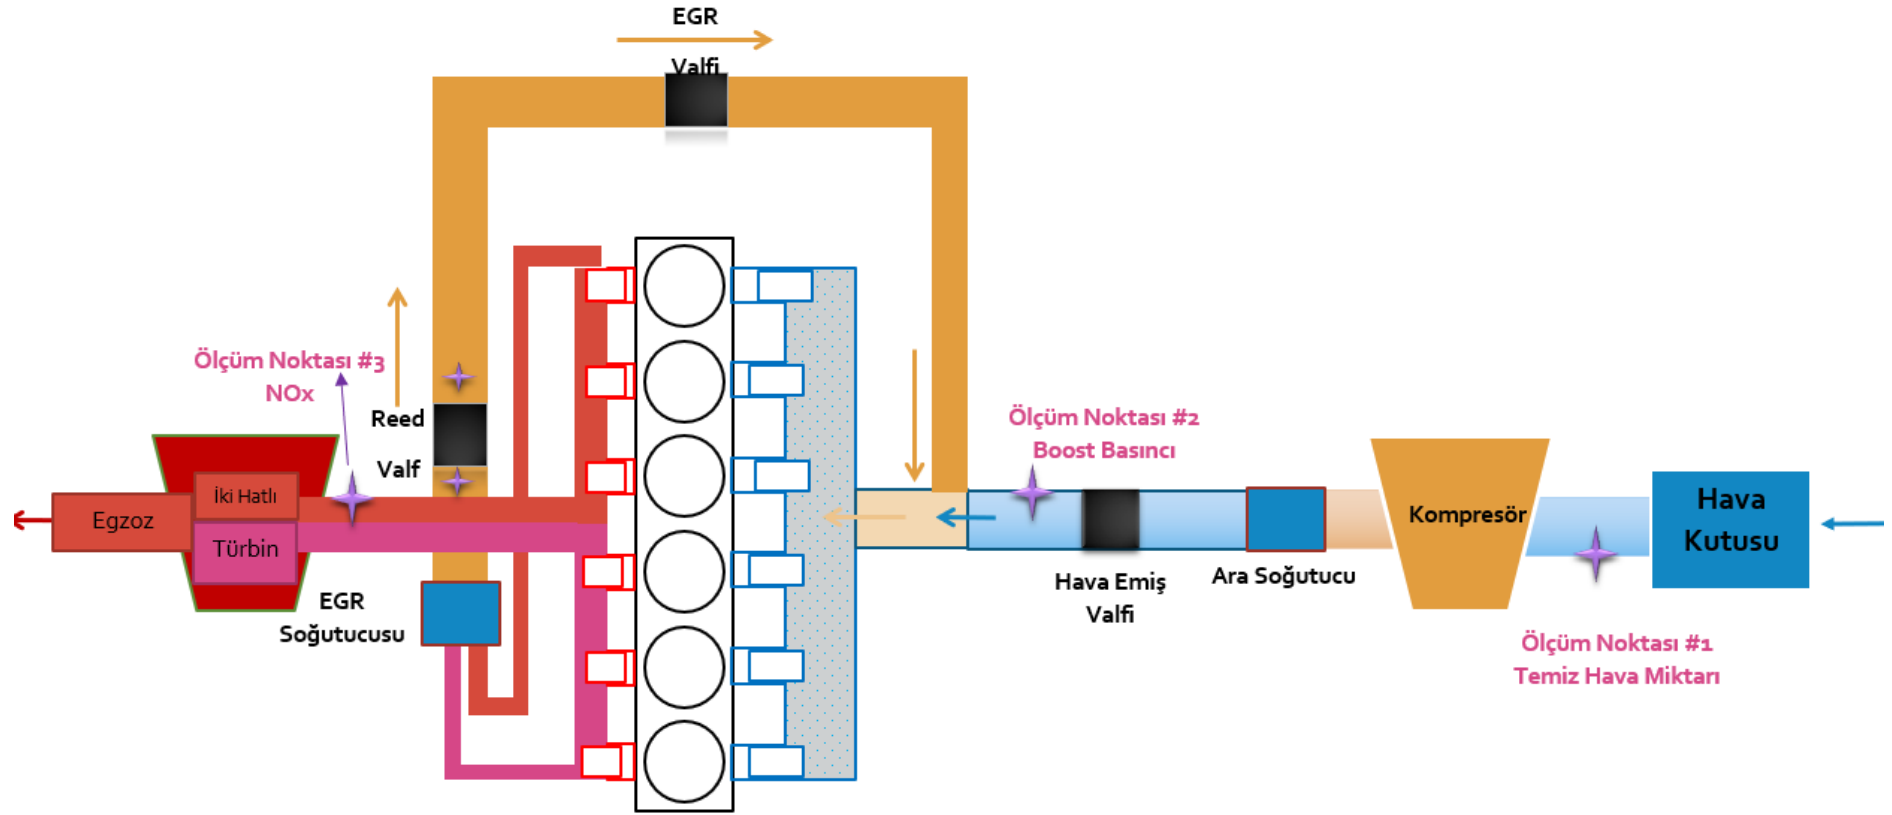 EGR
Valfi
Ölçüm Noktası #3
NOx
Reed
Valf
İki Hatlı
Egzoz
Türbin
EGR
Soğutucusu
Ölçüm Noktası #2
Boost Basıncı
Hava Emiş
Valfi
Ara Soğutucu
Kompresör
Hava
Kutusu
Ölçüm Noktası #1
Temiz Hava Miktarı